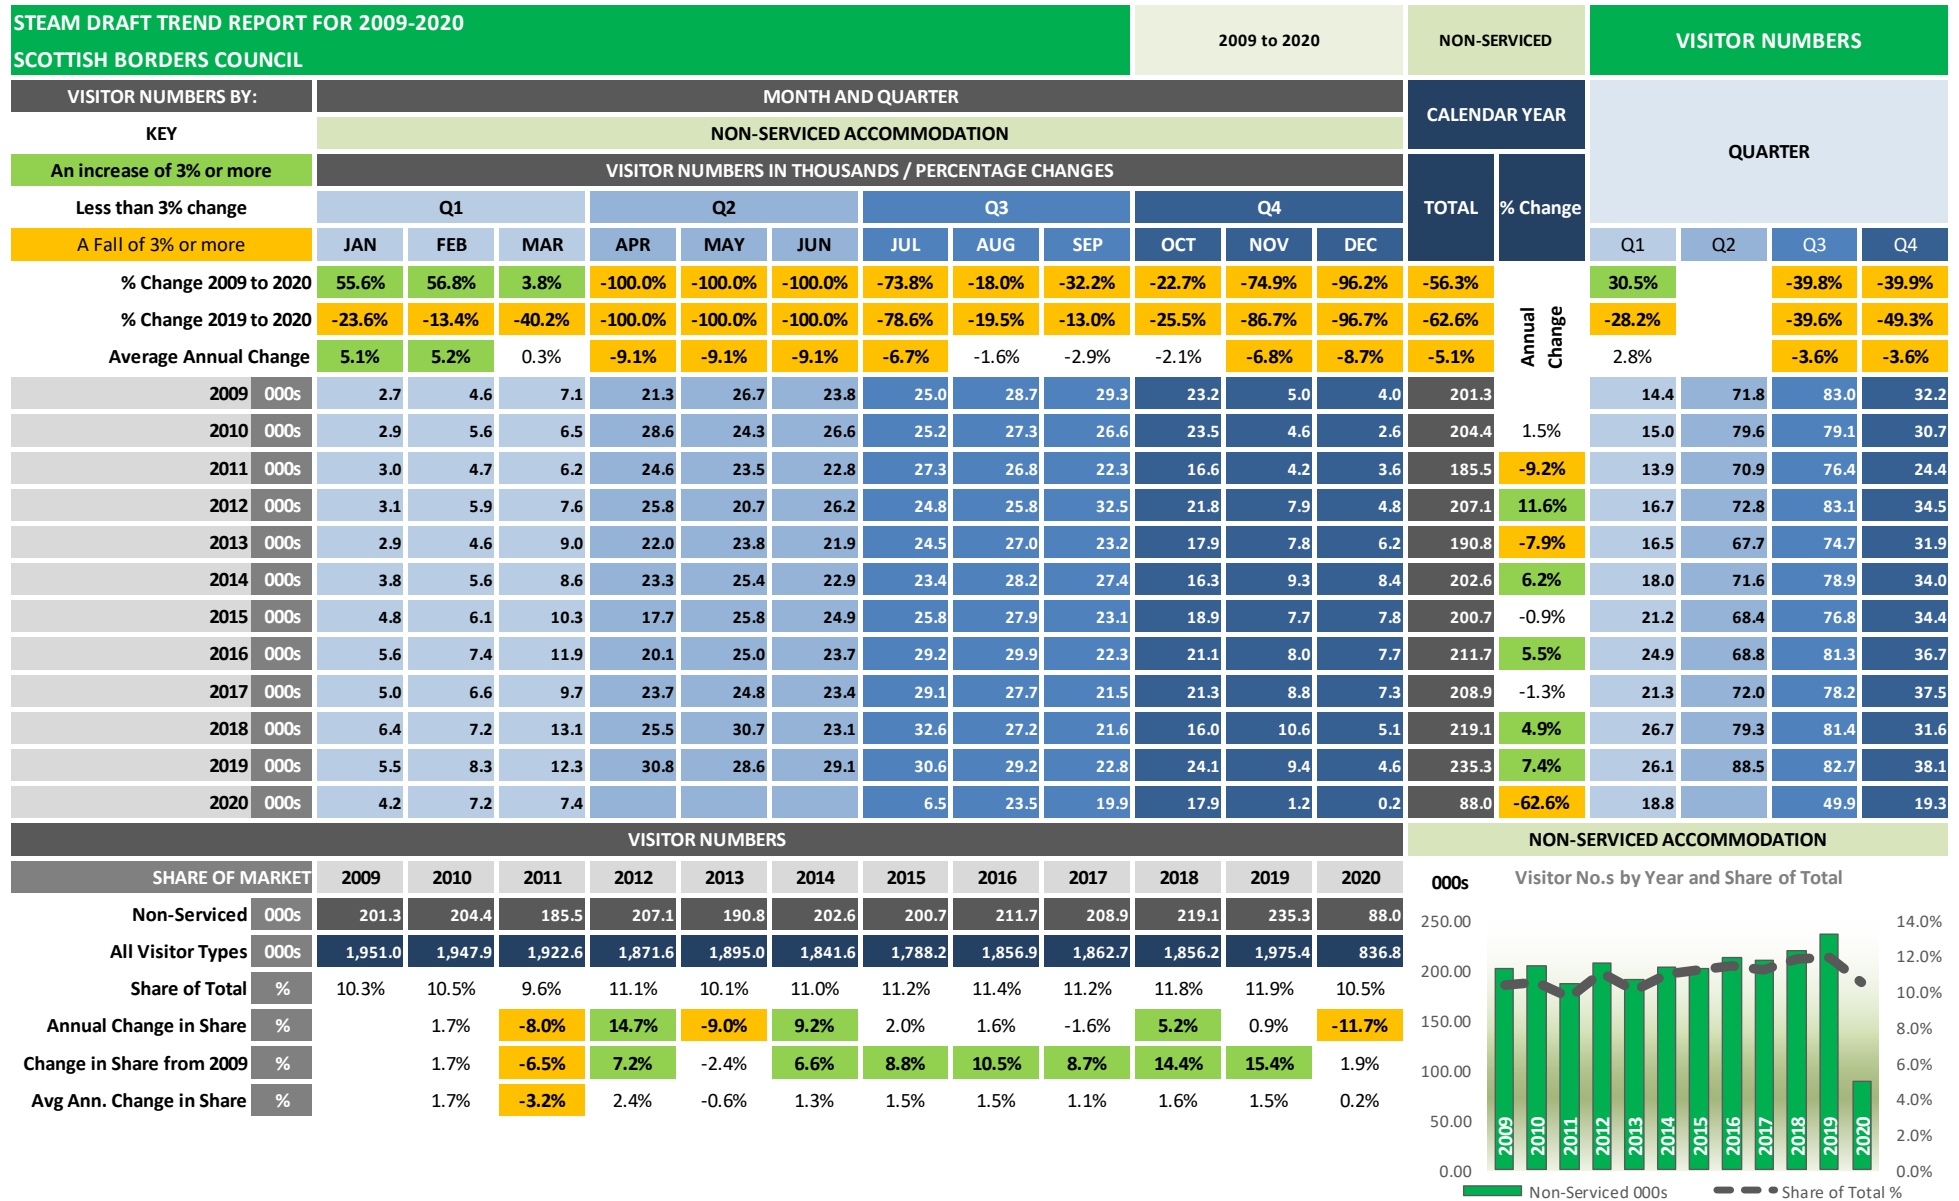 STEAM DRAFT TREND REPORT FOR 2009-2020
SCOTTISH BORDERS COUNCIL
2009 to 2020
NON-SERVICED
VISITOR NUMBERS
VISITOR NUMBERS BY:
MONTH AND QUARTER
CALENDAR YEAR
QUARTER
KEY
NON-SERVICED ACCOMMODATION
An increase of 3% or more
VISITOR NUMBERS IN THOUSANDS / PERCENTAGE CHANGES
Less than 3% change Q1 Q2 Q3 Q4 TOTAL % Change
A Fall of 3% or more JAN FEB MAR APR MAY JUN JUL AUG SEP OCT NOV DEC Q1 Q2 Q3 Q4
% Change 2009 to 2020 55.6% 56.8% 3.8% -100.0% -100.0% -100.0% -73.8% -18.0% -32.2% -22.7% -74.9% -96.2% -56.3% 30.5% -39.8% -39.9%
% Change 2019 to 2020 -23.6% -13.4% -40.2% -100.0% -100.0% -100.0% -78.6% -19.5% -13.0% -25.5% -86.7% -96.7% -62.6% -28.2% -39.6% -49.3%
Average Annual Change 5.1% 5.2% 0.3% -9.1% -9.1% -9.1% -6.7% -1.6% -2.9% -2.1% -6.8% -8.7% -5.1% 2.8% -3.6% -3.6%
Annual
Change
2009 000s 2.7 4.6 7.1 21.3 26.7 23.8 25.0 28.7 29.3 23.2 5.0 4.0 201.3 14.4 71.8 83.0 32.2
2010 000s 2.9 5.6 6.5 28.6 24.3 26.6 25.2 27.3 26.6 23.5 4.6 2.6 204.4 1.5% 15.0 79.6 79.1 30.7
2011 000s 3.0 4.7 6.2 24.6 23.5 22.8 27.3 26.8 22.3 16.6 4.2 3.6 185.5 -9.2% 13.9 70.9 76.4 24.4
2012 000s 3.1 5.9 7.6 25.8 20.7 26.2 24.8 25.8 32.5 21.8 7.9 4.8 207.1 11.6% 16.7 72.8 83.1 34.5
2013 000s 2.9 4.6 9.0 22.0 23.8 21.9 24.5 27.0 23.2 17.9 7.8 6.2 190.8 -7.9% 16.5 67.7 74.7 31.9
2014 000s 3.8 5.6 8.6 23.3 25.4 22.9 23.4 28.2 27.4 16.3 9.3 8.4 202.6 6.2% 18.0 71.6 78.9 34.0
2015 000s 4.8 6.1 10.3 17.7 25.8 24.9 25.8 27.9 23.1 18.9 7.7 7.8 200.7 -0.9% 21.2 68.4 76.8 34.4
2016 000s 5.6 7.4 11.9 20.1 25.0 23.7 29.2 29.9 22.3 21.1 8.0 7.7 211.7 5.5% 24.9 68.8 81.3 36.7
2017 000s 5.0 6.6 9.7 23.7 24.8 23.4 29.1 27.7 21.5 21.3 8.8 7.3 208.9 -1.3% 21.3 72.0 78.2 37.5
2018 000s 6.4 7.2 13.1 25.5 30.7 23.1 32.6 27.2 21.6 16.0 10.6 5.1 219.1 4.9% 26.7 79.3 81.4 31.6
2019 000s 5.5 8.3 12.3 30.8 28.6 29.1 30.6 29.2 22.8 24.1 9.4 4.6 235.3 7.4% 26.1 88.5 82.7 38.1
2020 000s 4.2 7.2 7.4 6.5 23.5 19.9 17.9 1.2 0.2 88.0 -62.6% 18.8 49.9 19.3
VISITOR NUMBERS
SHARE OF MARKET 2009 2010 2011 2012 2013 2014 2015 2016 2017 2018 2019 2020
Non-Serviced 000s 201.3 204.4 185.5 207.1 190.8 202.6 200.7 211.7 208.9 219.1 235.3 88.0
All Visitor Types 000s 1,951.0 1,947.9 1,922.6 1,871.6 1,895.0 1,841.6 1,788.2 1,856.9 1,862.7 1,856.2 1,975.4 836.8
Share of Total % 10.3% 10.5% 9.6% 11.1% 10.1% 11.0% 11.2% 11.4% 11.2% 11.8% 11.9% 10.5%
Annual Change in Share % 1.7% -8.0% 14.7% -9.0% 9.2% 2.0% 1.6% -1.6% 5.2% 0.9% -11.7%
Change in Share from 2009 % 1.7% -6.5% 7.2% -2.4% 6.6% 8.8% 10.5% 8.7% 14.4% 15.4% 1.9%
Avg Ann. Change in Share % 1.7% -3.2% 2.4% -0.6% 1.3% 1.5% 1.5% 1.1% 1.6% 1.5% 0.2%
NON-SERVICED ACCOMMODATION
000s Visitor No.s by Year and Share of Total
250.00 14.0%
200.00 12.0%
10.0%
150.00 8.0%
100.00 6.0%
4.0%
50.00 2.0%
0.00 0.0%
2009 2010 2011 2012 2013 2014 2015 2016 2017 2018 2019 2020
Non-Serviced 000s Share of Total %